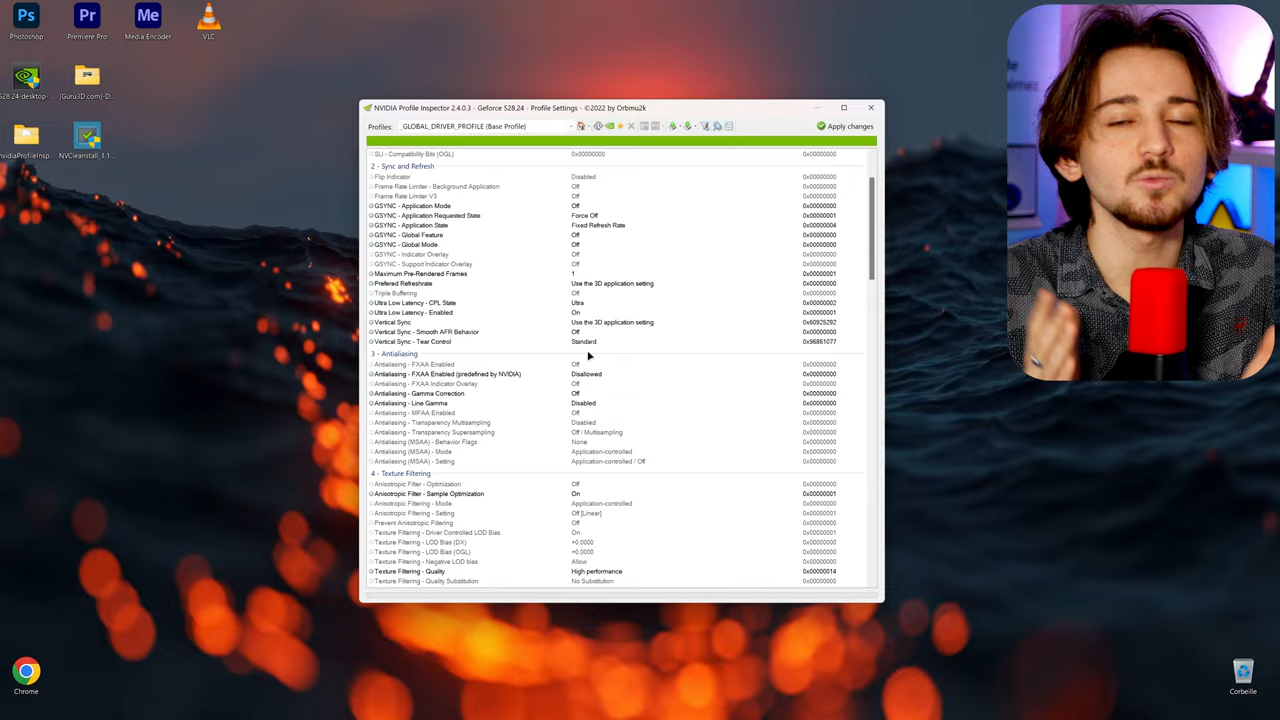 Ps
Pr
Me
Photoshop
Premiere Pro
Media Encoder
VLC
528.24-desktop-...
[Guru3D.com]-D...
nvidiaProfileInsp...
NVCleanstall_1.1...
Chrome
Corbeille
NVIDIA Profile Inspector 2.4.0.3 - Geforce 528.24 - Profile Settings - ©2022 by Orbmu2k
Profiles: _GLOBAL_DRIVER_PROFILE (Base Profile) Apply changes
SLI - Compatibility Bits (OGL) 0x00000000 0x00000000
2 - Sync and Refresh
Flip Indicator Disabled 0x00000000
Frame Rate Limiter - Background Application Off 0x00000000
Frame Rate Limiter V3 Off 0x00000000
GSYNC - Application Mode Off 0x00000000
GSYNC - Application Requested State Force Off 0x00000001
GSYNC - Application State Fixed Refresh Rate 0x00000004
GSYNC - Global Feature Off 0x00000000
GSYNC - Global Mode Off 0x00000000
GSYNC - Indicator Overlay Off 0x00000000
GSYNC - Support Indicator Overlay Off 0x00000000
Maximum Pre-Rendered Frames 1 0x00000001
Prefered Refreshrate Use the 3D application setting 0x00000000
Triple Buffering Off 0x00000000
Ultra Low Latency - CPL State Ultra 0x00000002
Ultra Low Latency - Enabled On 0x00000001
Vertical Sync Use the 3D application setting 0x60925292
Vertical Sync - Smooth AFR Behavior Off 0x00000000
Vertical Sync - Tear Control Standard 0x96861077
3 - Antialiasing
Antialiasing - FXAA Enabled Off 0x00000000
Antialiasing - FXAA Enabled (predefined by NVIDIA) Disallowed 0x00000000
Antialiasing - FXAA Indicator Overlay Off 0x00000000
Antialiasing - Gamma Correction Off 0x00000000
Antialiasing - Line Gamma Disabled 0x00000000
Antialiasing - MFAA Enabled Off 0x00000000
Antialiasing - Transparency Multisampling Disabled 0x00000000
Antialiasing - Transparency Supersampling Off / Multisampling 0x00000000
Antialiasing (MSAA) - Behavior Flags None 0x00000000
Antialiasing (MSAA) - Mode Application-controlled 0x00000000
Antialiasing (MSAA) - Setting Application-controlled / Off 0x00000000
4 - Texture Filtering
Anisotropic Filter - Optimization Off 0x00000000
Anisotropic Filter - Sample Optimization On 0x00000001
Anisotropic Filtering - Mode Application-controlled 0x00000000
Anisotropic Filtering - Setting Off [Linear] 0x00000001
Prevent Anisotropic Filtering Off 0x00000000
Texture Filtering - Driver Controlled LOD Bias On 0x00000001
Texture Filtering - LOD Bias (DX) +0.0000 0x00000000
Texture Filtering - LOD Bias (OGL) +0.0000 0x00000000
Texture Filtering - Negative LOD bias Allow 0x00000000
Texture Filtering - Quality High performance 0x00000014
Texture Filtering - Quality Substitution No Substitution 0x00000000